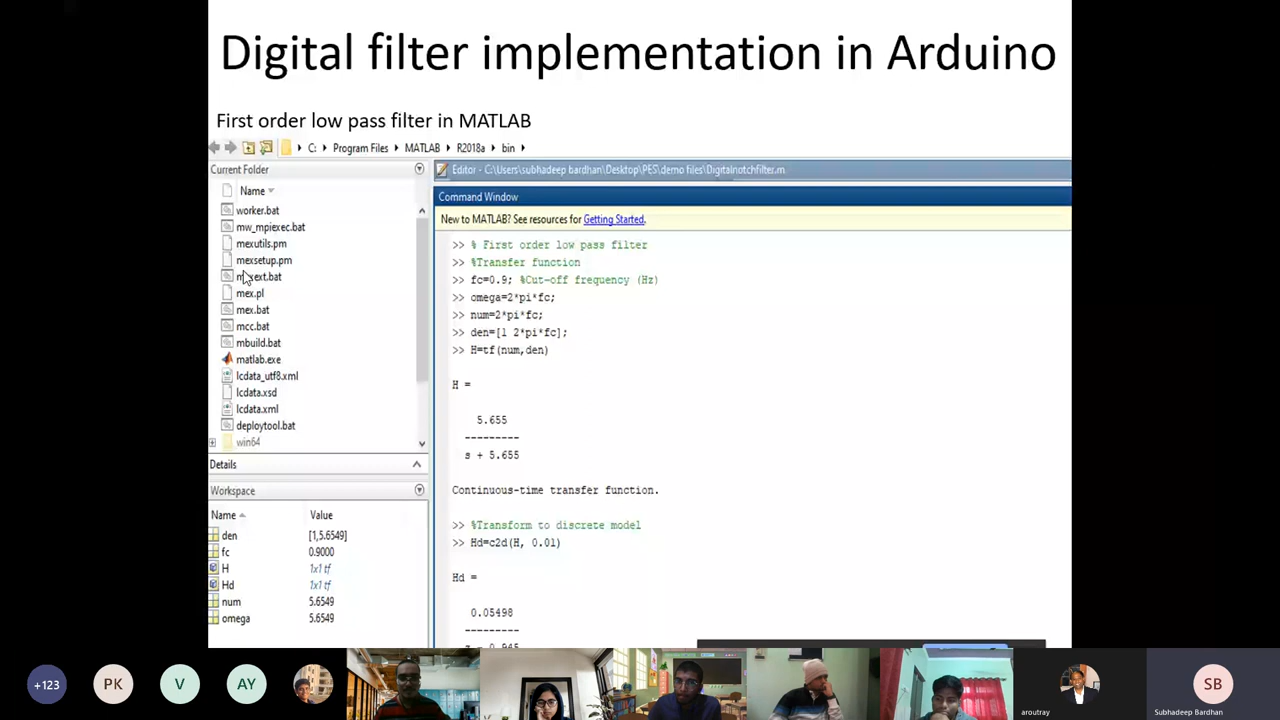 Digital filter implementation in Arduino
First order low pass filter in MATLAB
C: Program Files MATLAB R2018a bin
Current Folder
Name
worker.bat
mw_mpiexec.bat
mexutils.pm
mexsetup.pm
mexext.bat
mex.pl
mex.bat
mcc.bat
mbuild.bat
matlab.exe
lcdata_utf8.xml
lcdata.xsd
lcdata.xml
deploytool.bat
win64
Details
Workspace
Name Value
den [1,5.6549]
fc 0.9000
H 1x1 tf
Hd 1x1 tf
num 5.6549
omega 5.6549
Editor - C:\Users\subhadeep bardhan\Desktop\PES\demo files\Digitalnotchfilter.m
Command Window
New to MATLAB? See resources for Getting Started.
>> % First order low pass filter
>> %Transfer function
>> fc=0.9; %Cut-off frequency (Hz)
>> omega=2*pi*fc;
>> num=2*pi*fc;
>> den=[1 2*pi*fc];
>> H=tf(num,den)
H =
5.655
---------
s + 5.655
Continuous-time transfer function.
>> %Transform to discrete model
>> Hd=c2d(H, 0.01)
Hd =
0.05498
---------
z - 0.945
+123 PK V AY SB
aroutray Subhadeep Bardhan